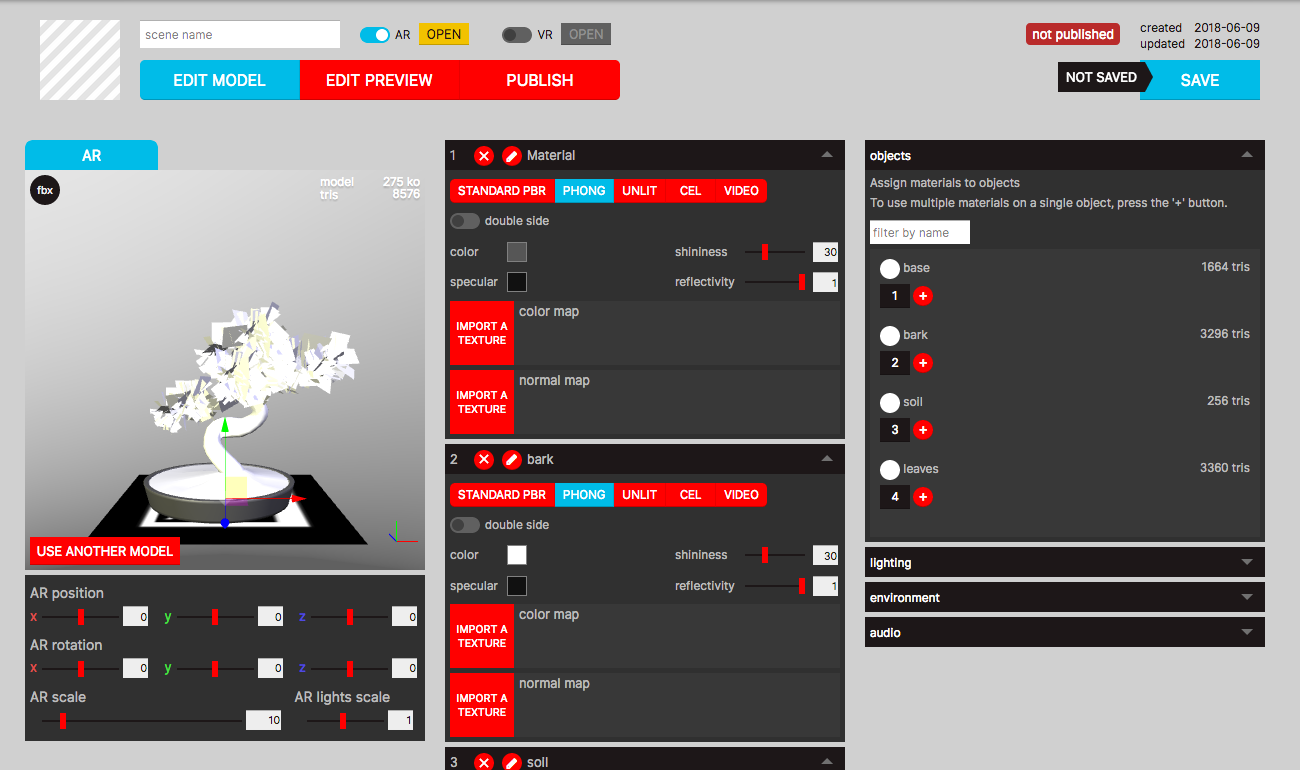 scene name
AR
OPEN
VR
OPEN
not published
created 2018-06-09
updated 2018-06-09
EDIT MODEL
EDIT PREVIEW
PUBLISH
NOT SAVED
SAVE
AR
fbx
model 275 ko
tris 8576
USE ANOTHER MODEL
AR position
x 0 y 0 z 0
AR rotation
x 0 y 0 z 0
AR scale AR lights scale
10 1
1 Material
STANDARD PBR PHONG UNLIT CEL VIDEO
double side
color shininess 30
specular reflectivity 1
IMPORT A
TEXTURE
color map
IMPORT A
TEXTURE
normal map
2 bark
STANDARD PBR PHONG UNLIT CEL VIDEO
double side
color shininess 30
specular reflectivity 1
IMPORT A
TEXTURE
color map
IMPORT A
TEXTURE
normal map
3 soil
objects
Assign materials to objects
To use multiple materials on a single object, press the '+' button.
filter by name
base 1664 tris
1 +
bark 3296 tris
2 +
soil 256 tris
3 +
leaves 3360 tris
4 +
lighting
environment
audio